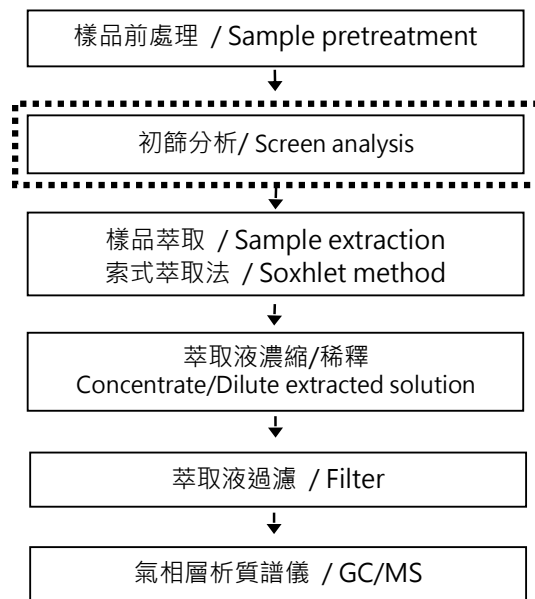 樣品前處理 / Sample pretreatment
初篩分析/ Screen analysis
樣品萃取 / Sample extraction
索式萃取法 / Soxhlet method
萃取液濃縮/稀釋
Concentrate/Dilute extracted solution
萃取液過濾 / Filter
氣相層析質譜儀 / GC/MS